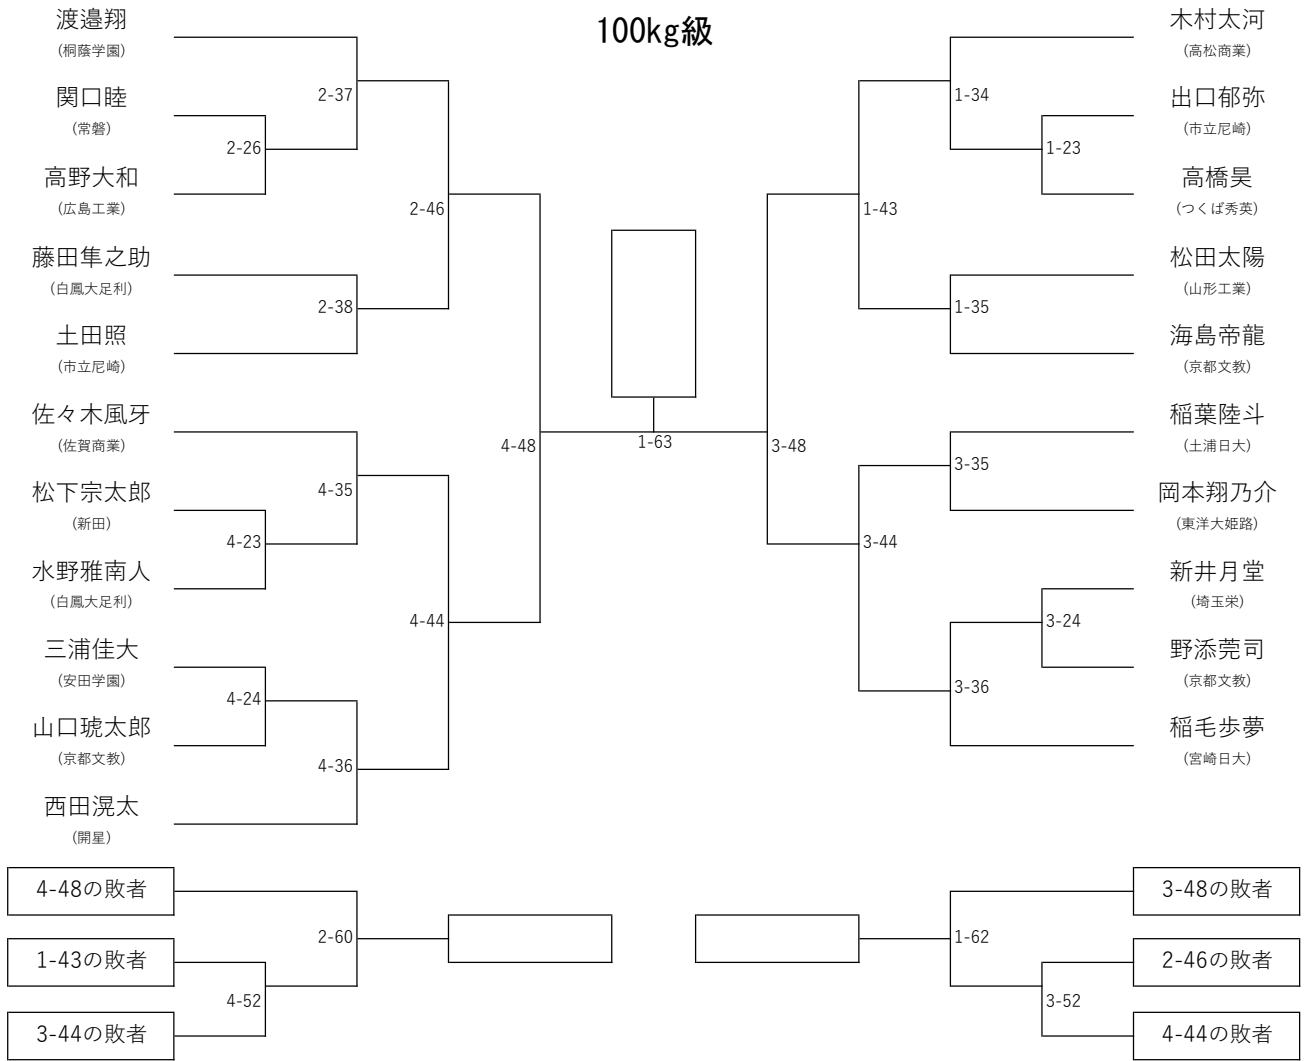 100kg級
渡邉翔
(桐蔭学園)
関口睦
(常磐)
高野大和
(広島工業)
藤田隼之助
(白鳳大足利)
土田照
(市立尼崎)
佐々木風牙
(佐賀商業)
松下宗太郎
(新田)
水野雅南人
(白鳳大足利)
三浦佳大
(安田学園)
山口琥太郎
(京都文教)
西田滉太
(開星)
2-37
2-26
2-46
2-38
4-48
4-35
4-23
4-44
4-24
4-36
1-63
木村太河
(高松商業)
出口郁弥
(市立尼崎)
高橋昊
(つくば秀英)
松田太陽
(山形工業)
海島帝龍
(京都文教)
稲葉陸斗
(土浦日大)
岡本翔乃介
(東洋大姫路)
新井月堂
(埼玉栄)
野添莞司
(京都文教)
稲毛歩夢
(宮崎日大)
1-34
1-23
1-43
1-35
3-48
3-35
3-44
3-24
3-36
4-48の敗者
1-43の敗者
3-44の敗者
2-60
4-52
3-48の敗者
2-46の敗者
4-44の敗者
1-62
3-52